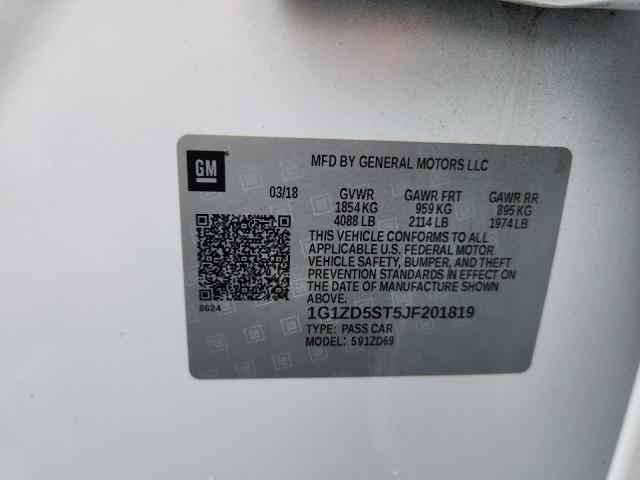 GM
MFD BY GENERAL MOTORS LLC
03/18 GVWR GAWR FRT GAWR RR
1854 KG 959 KG 895 KG
4088 LB 2114 LB 1974 LB
THIS VEHICLE CONFORMS TO ALL
APPLICABLE U.S. FEDERAL MOTOR
VEHICLE SAFETY, BUMPER, AND THEFT
PREVENTION STANDARDS IN EFFECT ON
THE DATE OF MANUFACTURE SHOWN
ABOVE.
8624
1G1ZD5ST5JF201819
TYPE: PASS CAR
MODEL: 591ZD69